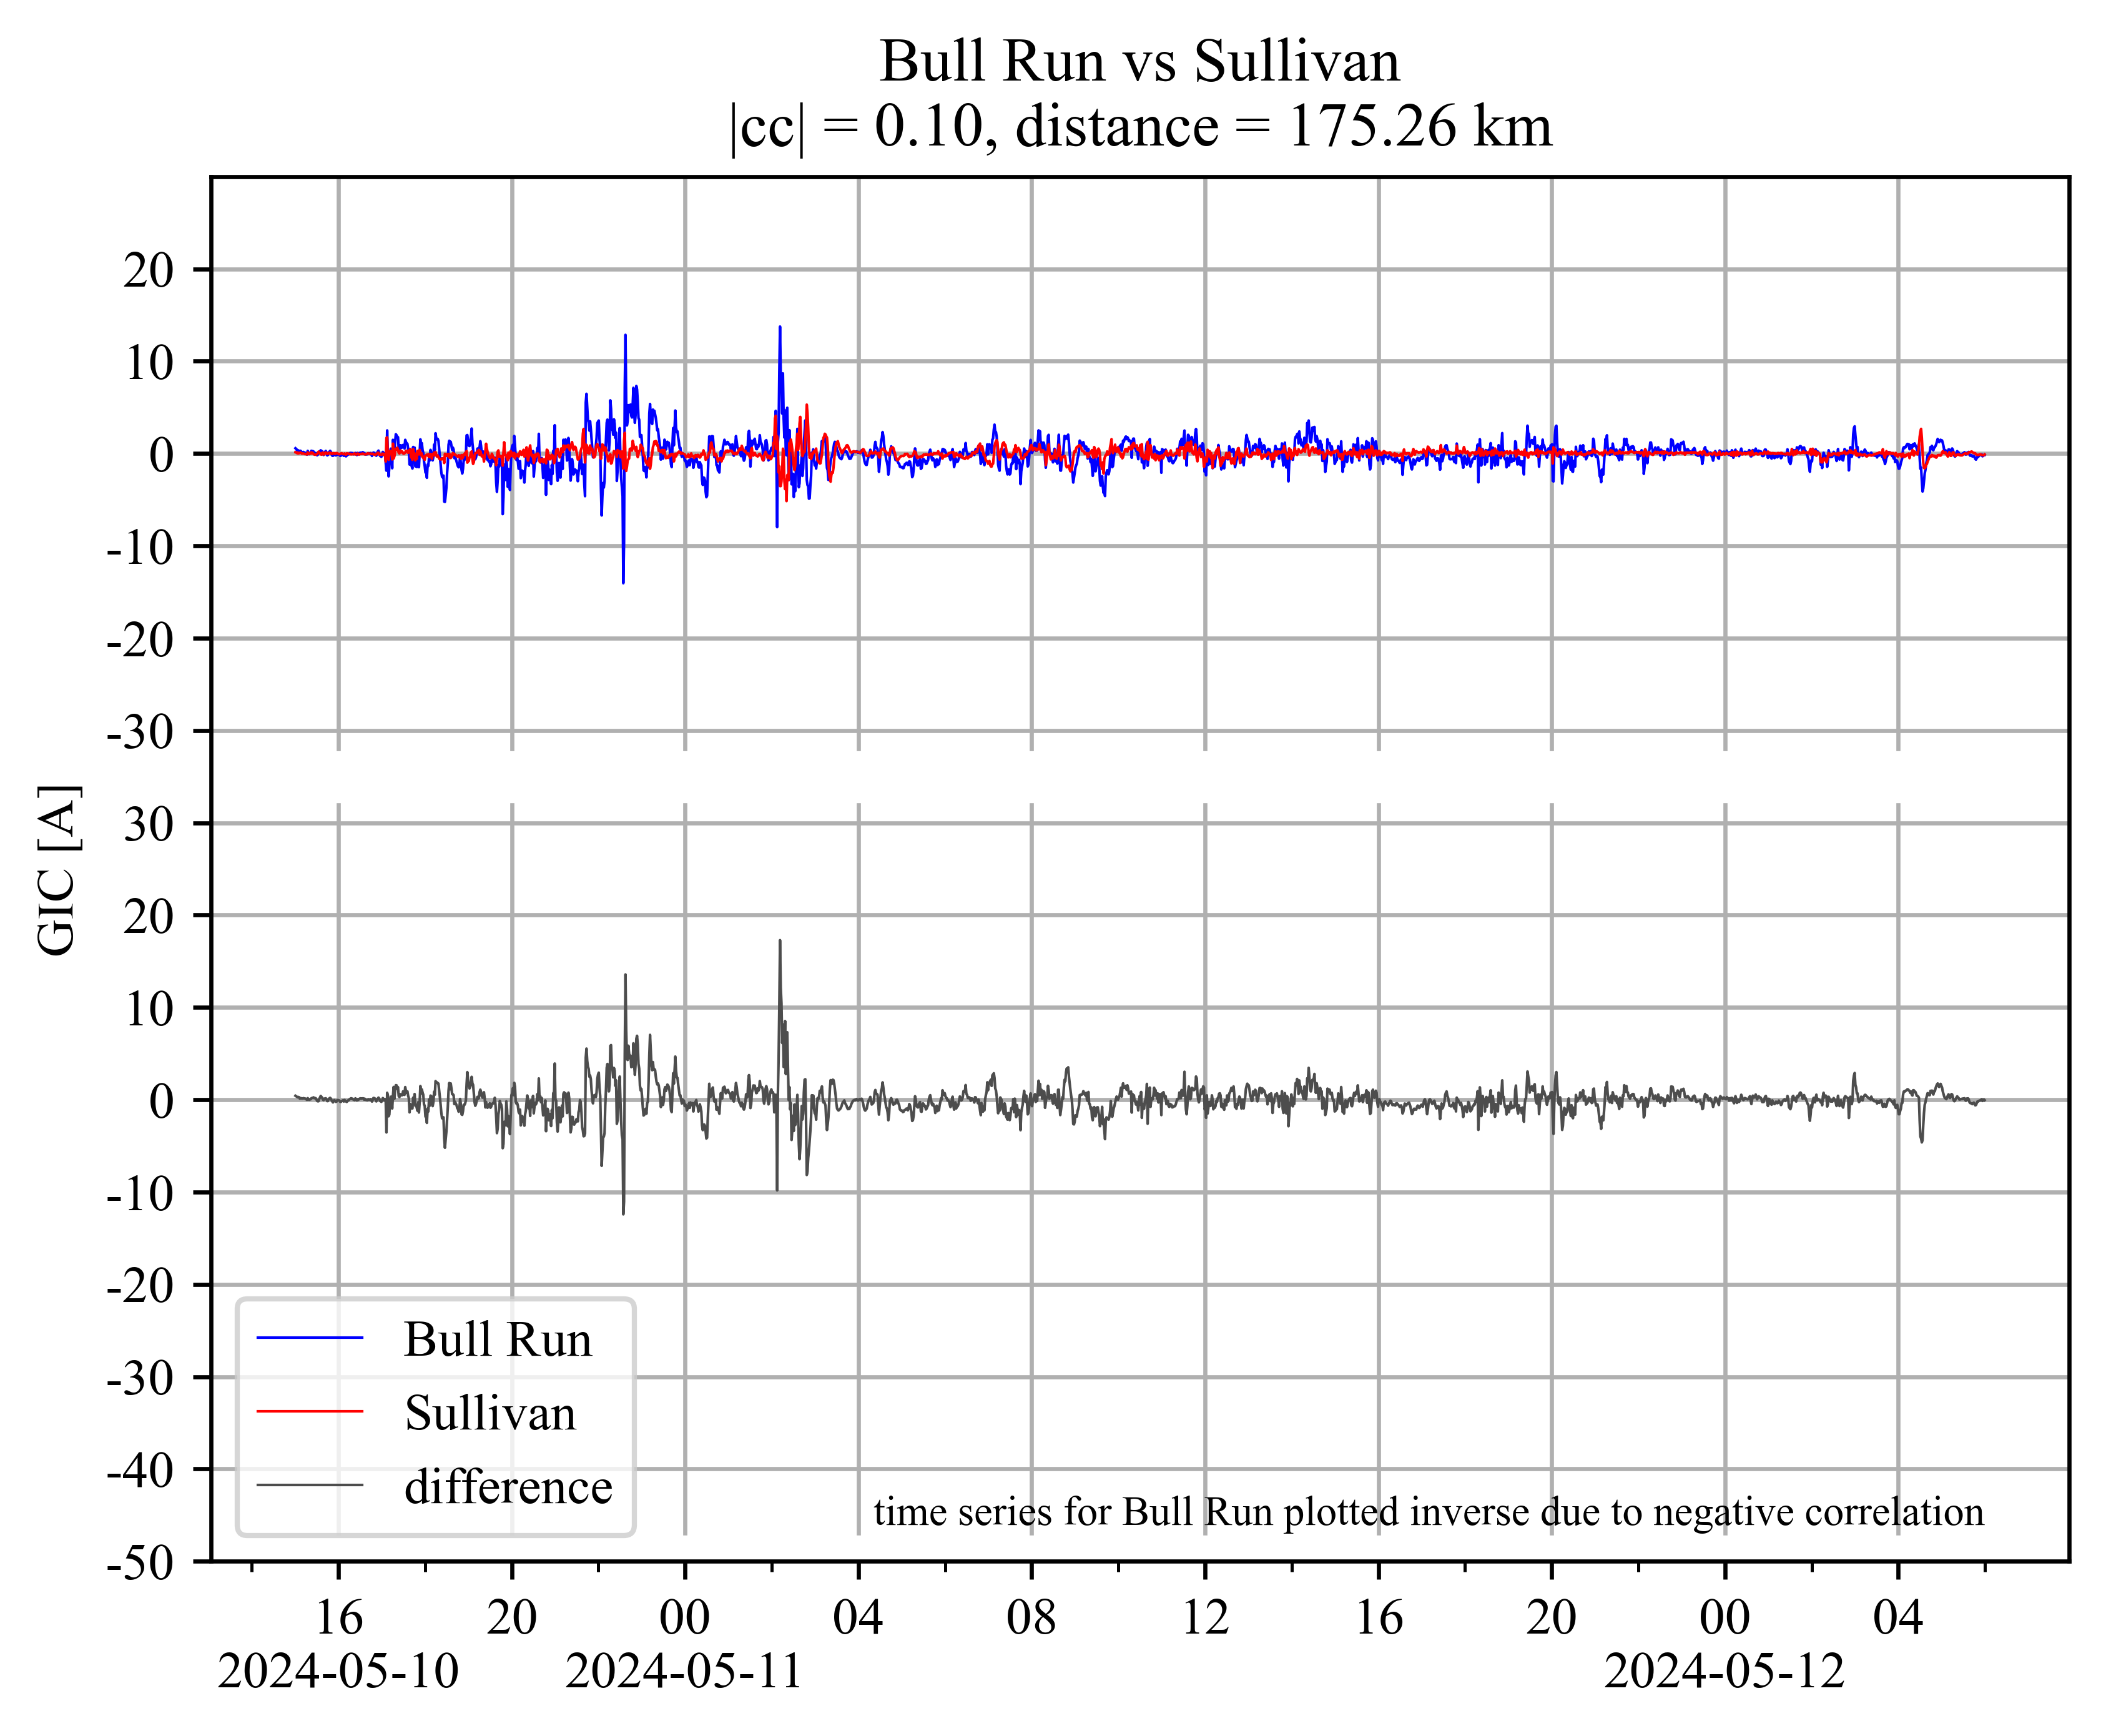 Bull Run vs Sullivan
|cc| = 0.10, distance = 175.26 km
20
10
0
-10
-20
-30
GIC [A]
30
20
10
0
-10
-20
-30
-40
-50
Bull Run
Sullivan
difference
time series for Bull Run plotted inverse due to negative correlation
16 20 00 04 08 12 16 20 00 04
2024-05-10 2024-05-11 2024-05-12